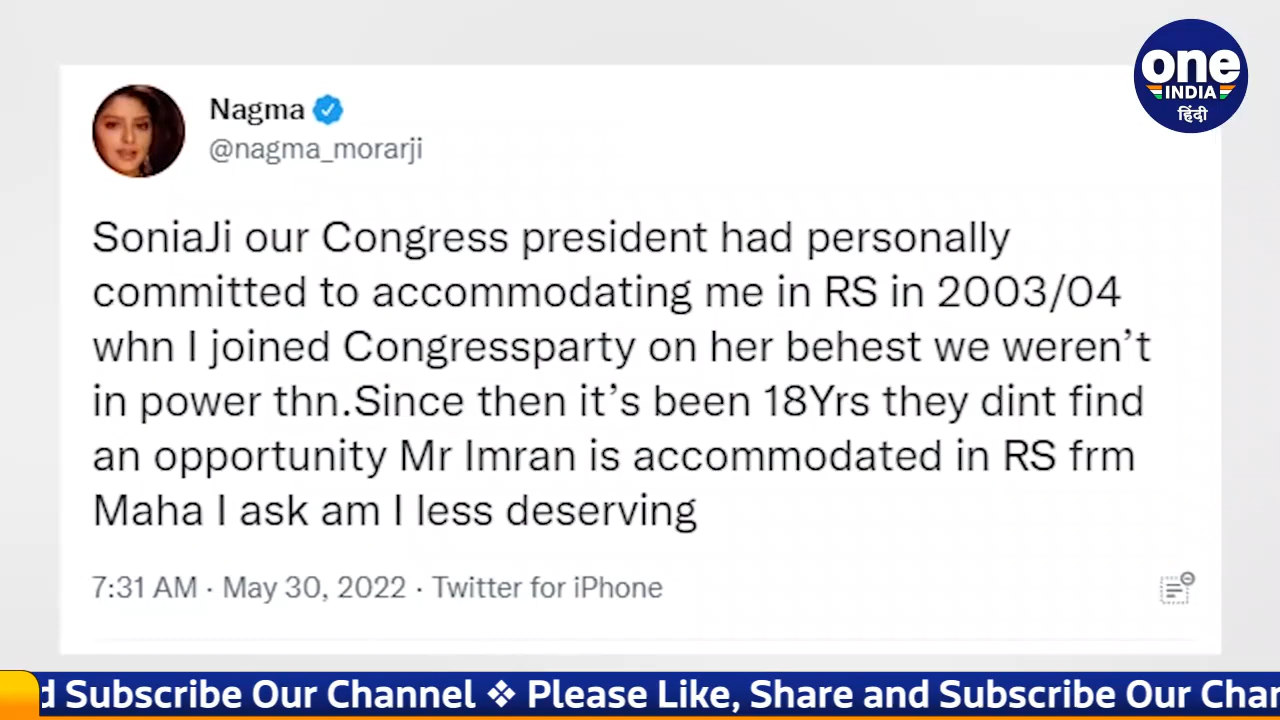 one
INDIA
हिंदी
Nagma
@nagma_morarji
SoniaJi our Congress president had personally
committed to accommodating me in RS in 2003/04
whn I joined Congressparty on her behest we weren’t
in power thn.Since then it’s been 18Yrs they dint find
an opportunity Mr Imran is accommodated in RS frm
Maha I ask am I less deserving
7:31 AM · May 30, 2022 · Twitter for iPhone
d Subscribe Our Channel ❖ Please Like, Share and Subscribe Our Chan